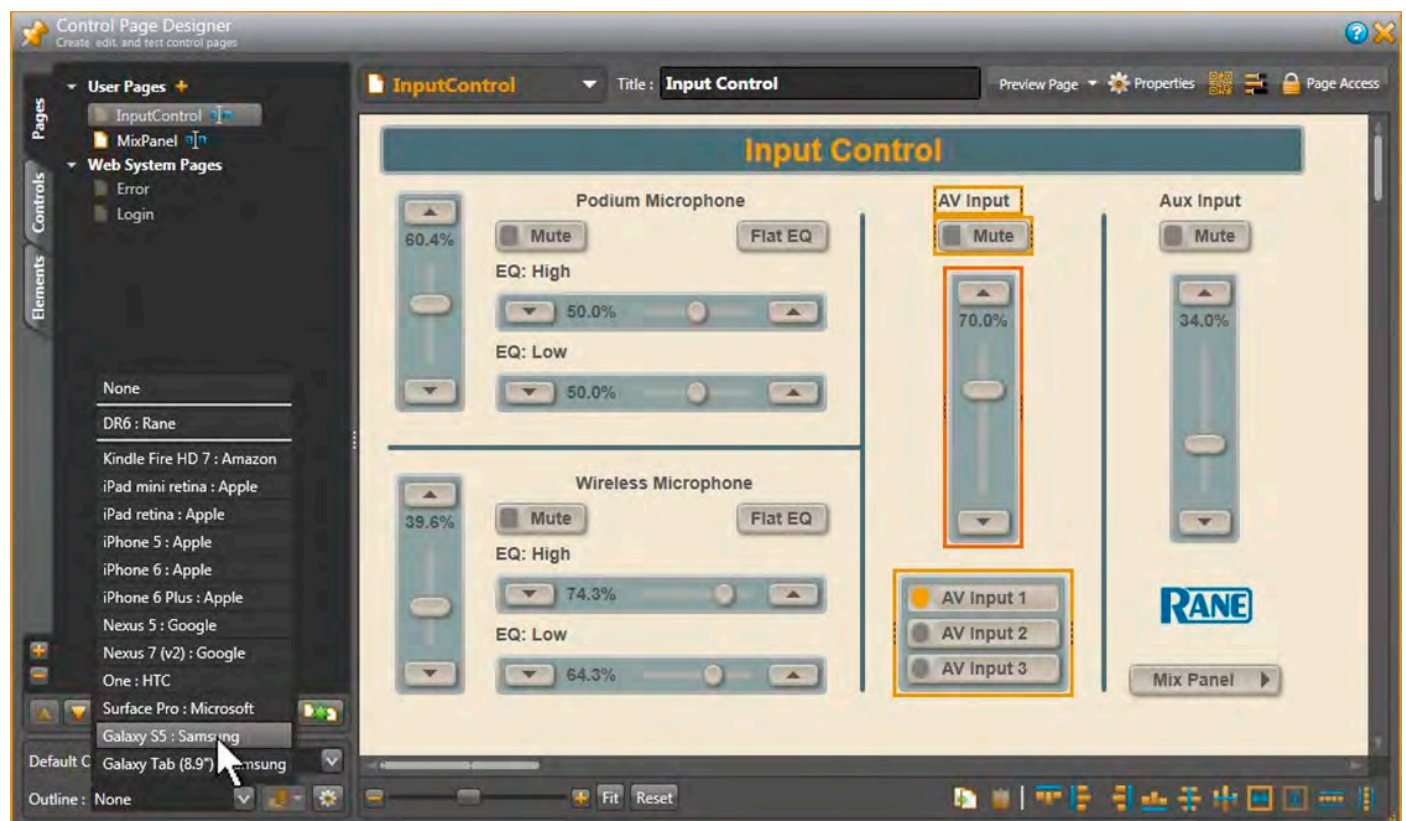 Control Page Designer
Create, edit, and test control pages
Pages
Controls
Elements
User Pages
InputControl
MixPanel
Web System Pages
Error
Login
None
DR6 : Rane
Kindle Fire HD 7 : Amazon
iPad mini retina : Apple
iPad retina : Apple
iPhone 5 : Apple
iPhone 6 : Apple
iPhone 6 Plus : Apple
Nexus 5 : Google
Nexus 7 (v2) : Google
One : HTC
Surface Pro : Microsoft
Galaxy S5 : Samsung
Galaxy Tab (8.9")
Default C
Outline : None
InputControl Title : Input Control Preview Page Properties Page Access
Input Control
Podium Microphone
60.4%
Mute Flat EQ
EQ: High
50.0%
EQ: Low
50.0%
Wireless Microphone
39.6%
Mute Flat EQ
EQ: High
74.3%
EQ: Low
64.3%
AV Input
Mute
70.0%
AV Input 1
AV Input 2
AV Input 3
Aux Input
Mute
34.0%
RANE
Mix Panel
Fit Reset